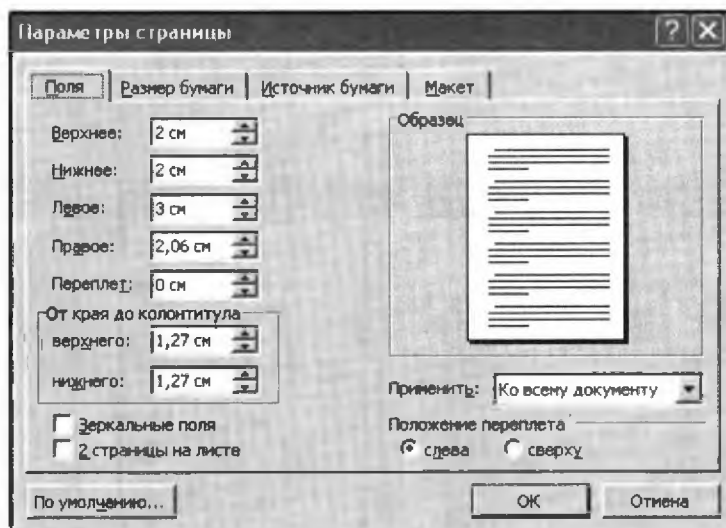 Параметры страницы
Поля Размер бумаги Источник бумаги Макет
Верхнее: 2 см
Нижнее: 2 см
Левое: 3 см
Правое: 2,06 см
Переплет: 0 см
От края до колонтитула
верхнего: 1,27 см
нижнего: 1,27 см
Зеркальные поля
2 страницы на листе
Образец
Применить: Ко всему документу
Положение переплета
слева сверху
По умолчанию... ОК Отмена